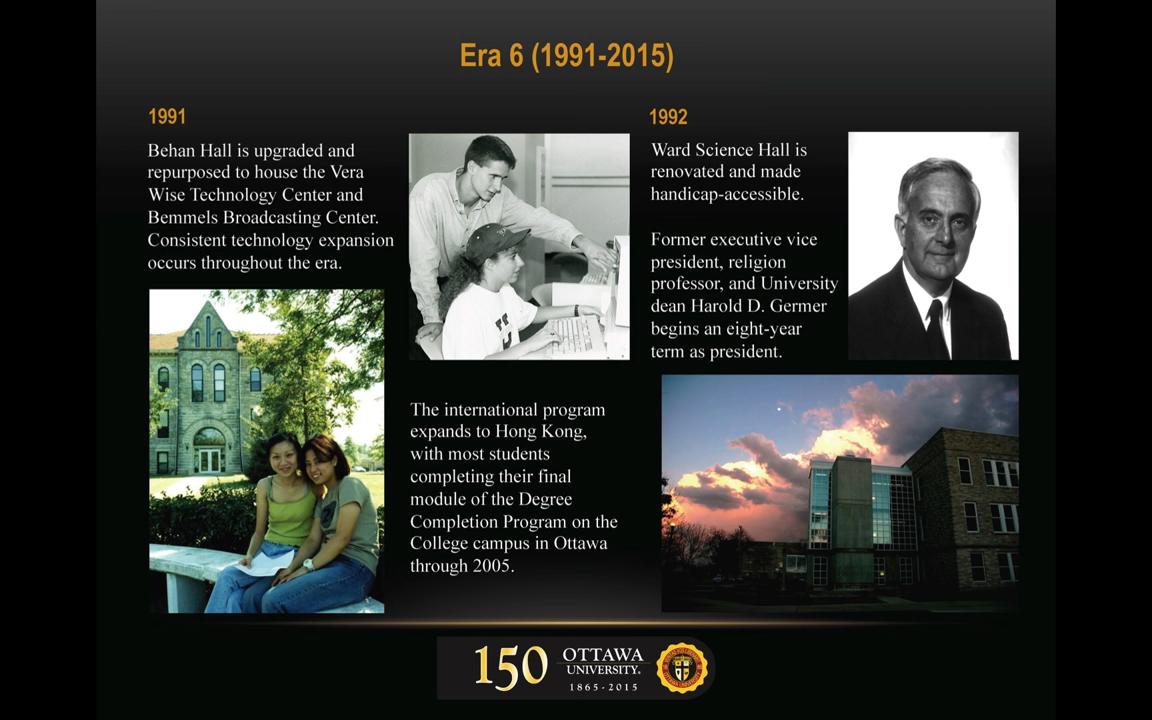 Era 6 (1991-2015)
1991
Behan Hall is upgraded and
repurposed to house the Vera
Wise Technology Center and
Bemmels Broadcasting Center.
Consistent technology expansion
occurs throughout the era.
The international program
expands to Hong Kong,
with most students
completing their final
module of the Degree
Completion Program on the
College campus in Ottawa
through 2005.
1992
Ward Science Hall is
renovated and made
handicap-accessible.
Former executive vice
president, religion
professor, and University
dean Harold D. Germer
begins an eight-year
term as president.
150
OTTAWA
UNIVERSITY.
1865-2015